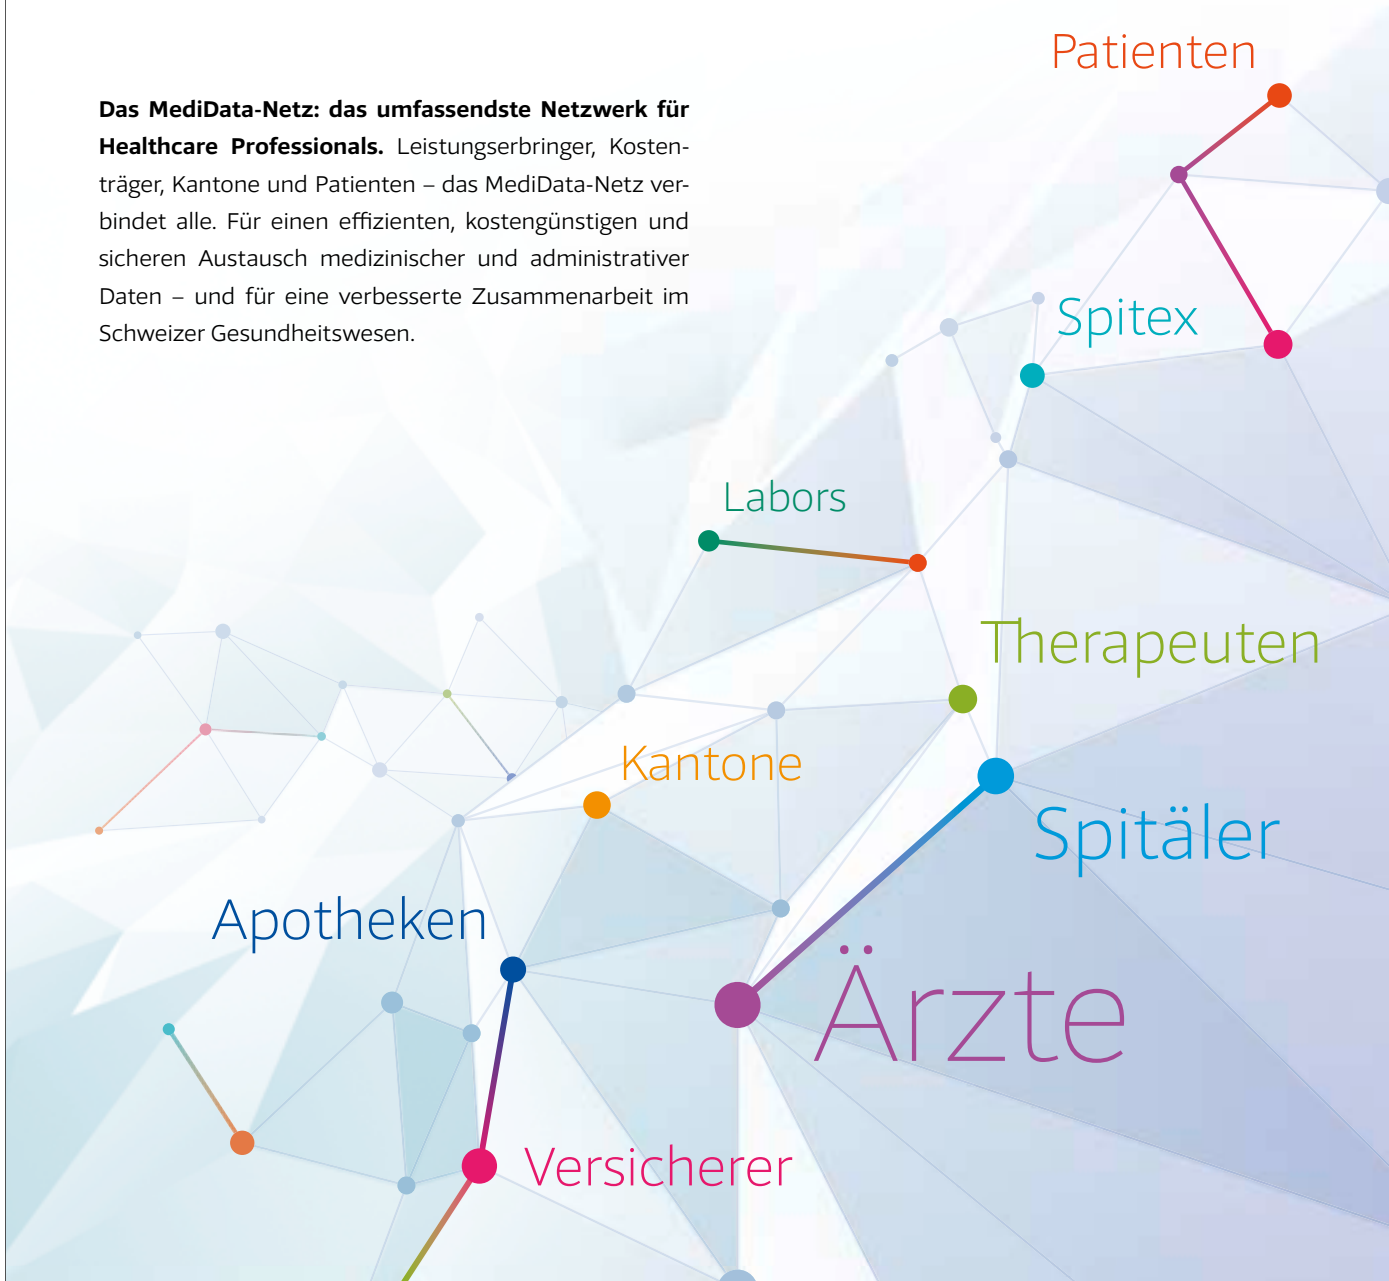 Patienten
Das MediData-Netz: das umfassendste Netzwerk für
Healthcare Professionals. Leistungserbringer, Kosten-
träger, Kantone und Patienten – das MediData-Netz ver-
bindet alle. Für einen effizienten, kostengünstigen und
sicheren Austausch medizinischer und administrativer
Daten – und für eine verbesserte Zusammenarbeit im
Schweizer Gesundheitswesen.
Spitex
Labors
Therapeuten
Kantone
Spitäler
Apotheken
Ärzte
Versicherer